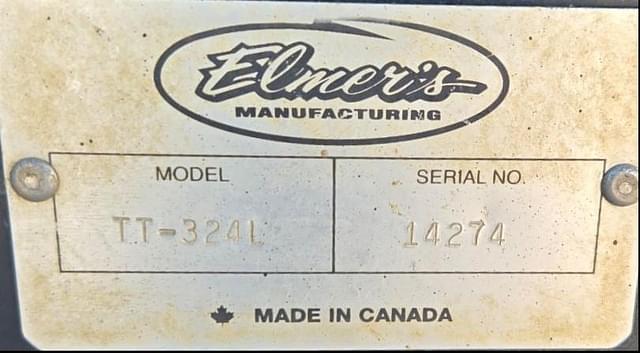 Elmer's
MANUFACTURING
MODEL SERIAL NO.
TT-324L 14274
MADE IN CANADA